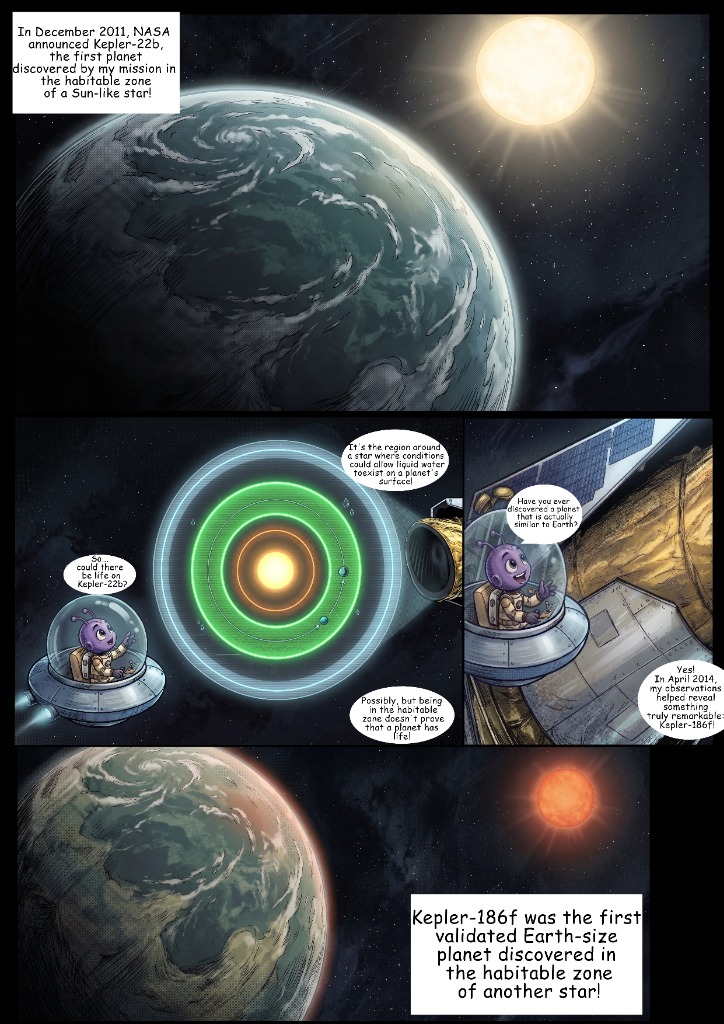 In December 2011, NASA
announced Kepler-22b,
the first planet
discovered by my mission in
the habitable zone
of a Sun-like star!
It's the region around
a star where conditions
could allow liquid water
toexist on a planet's
surface!
So...
could there
be life on
Kepler-22b?
Possibly, but being
in the habitable
zone doesn't prove
that a planet has
life!
Have you ever
discovered a planet
that is actually
similar to Earth?
Yes!
In April 2014,
my observations
helped reveal
something
truly remarkable:
Kepler-186f!
Kepler-186f was the first
validated Earth-size
planet discovered in
the habitable zone
of another star!